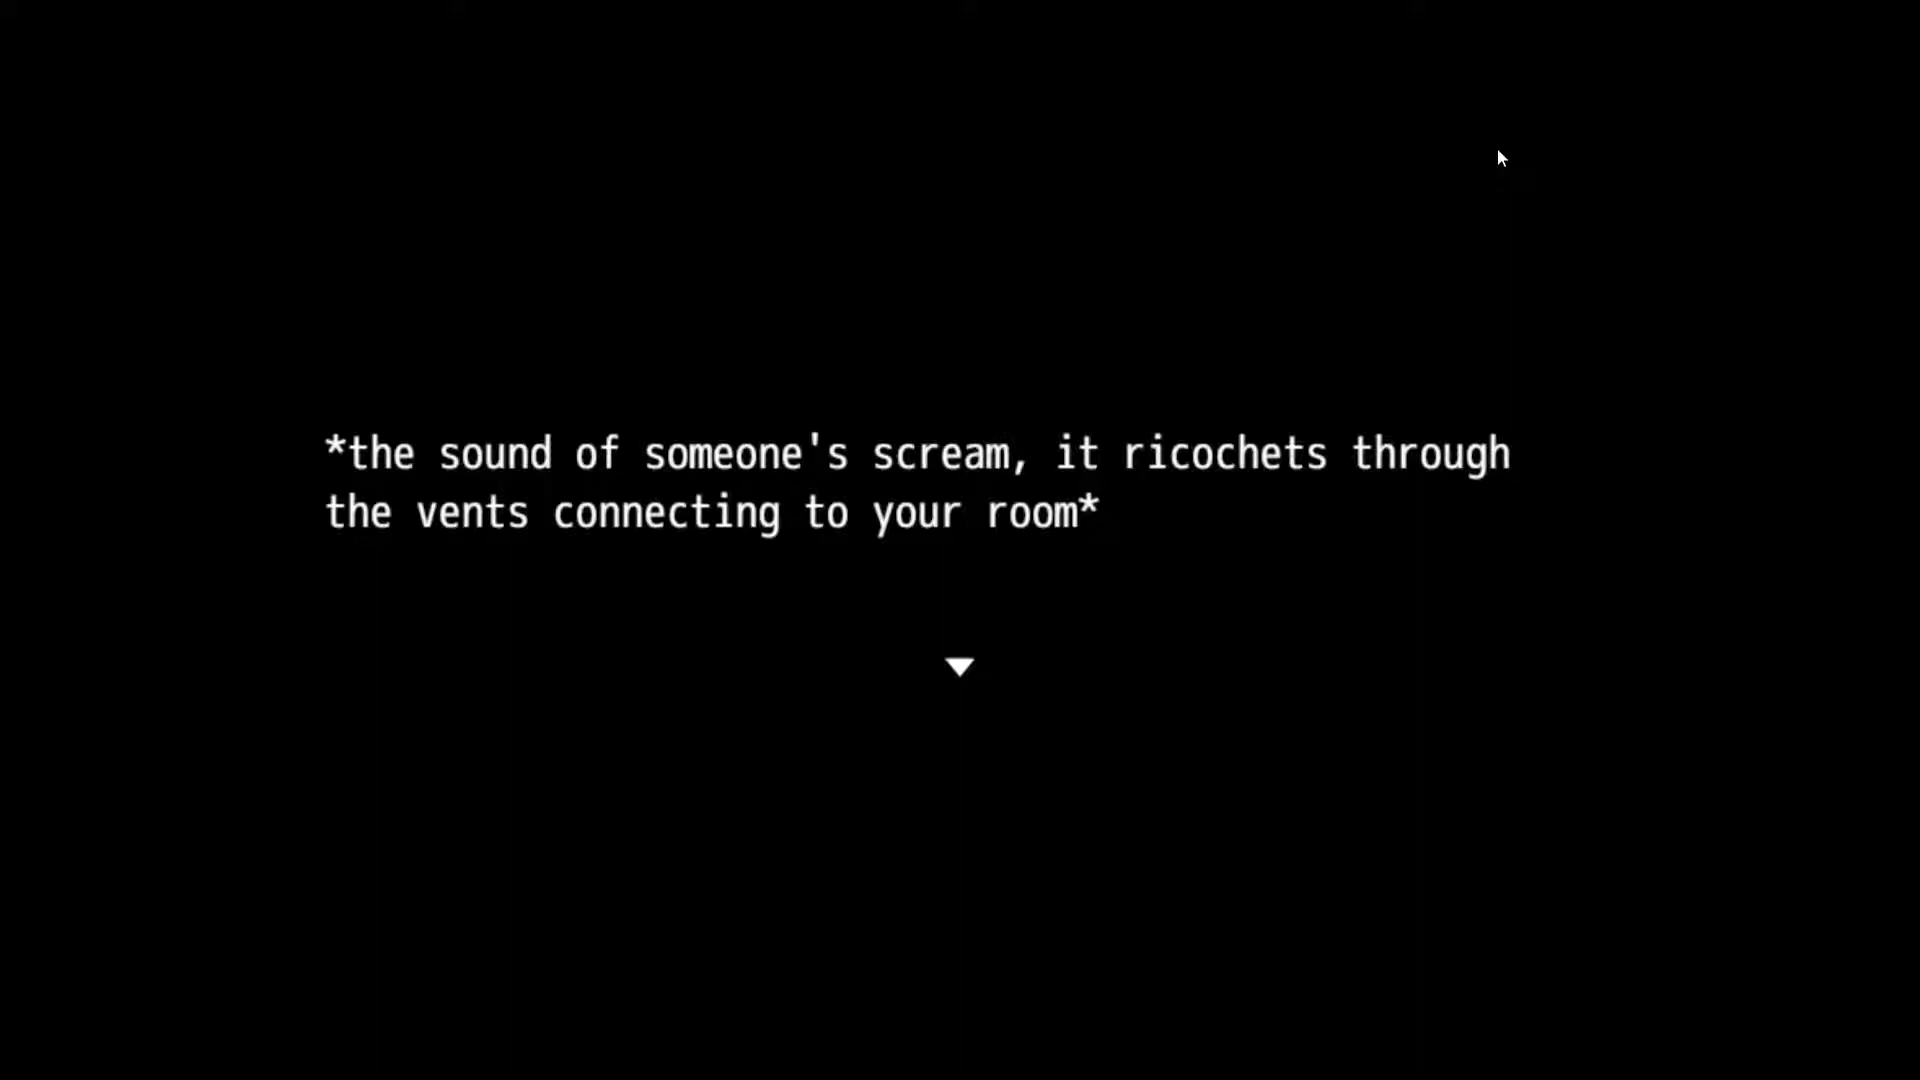 *the sound of someone's scream, it ricochets through
the vents connecting to your room*